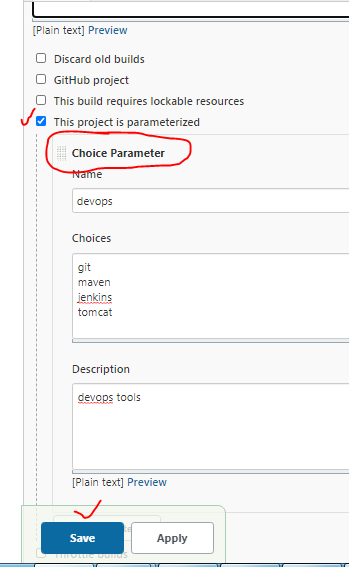 [Plain text] Preview
Discard old builds
GitHub project
This build requires lockable resources
This project is parameterized
Choice Parameter
Name
devops
Choices
git
maven
jenkins
tomcat
Description
devops tools
[Plain text] Preview
Save
Apply
Throttle builds